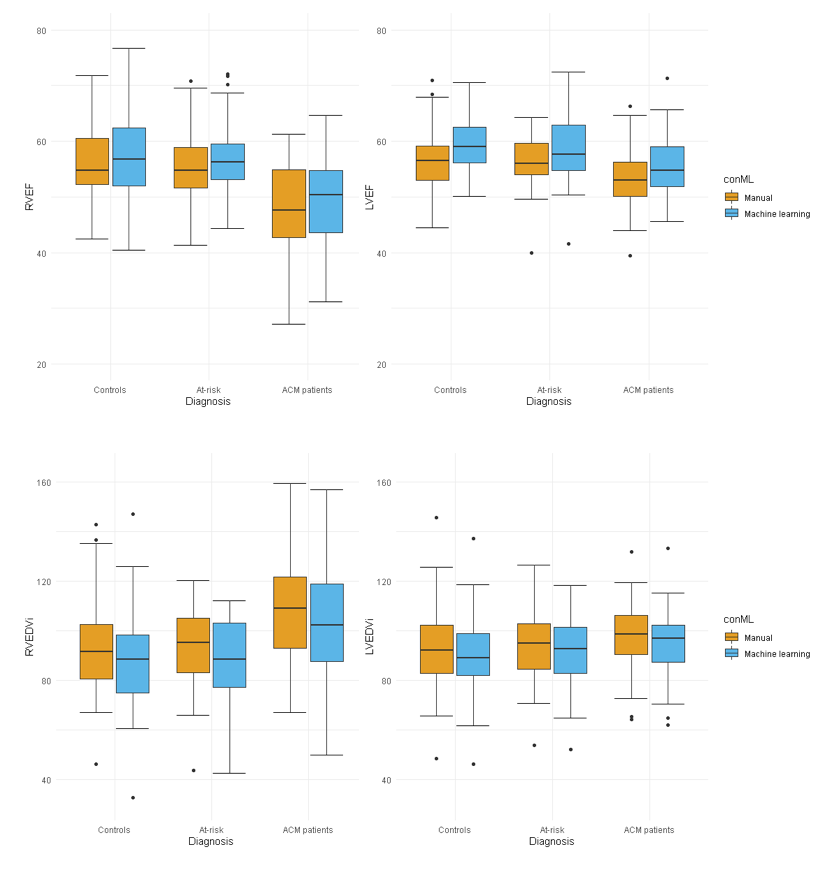 80
60
40
20
RVEF
Controls
At-risk
ACM patients
Diagnosis
80
60
40
20
LVEF
Controls
At-risk
ACM patients
Diagnosis
conML
Manual
Machine learning
160
120
80
40
RVEDVi
Controls
At-risk
ACM patients
Diagnosis
160
120
80
40
LVEDVi
Controls
At-risk
ACM patients
Diagnosis
conML
Manual
Machine learning